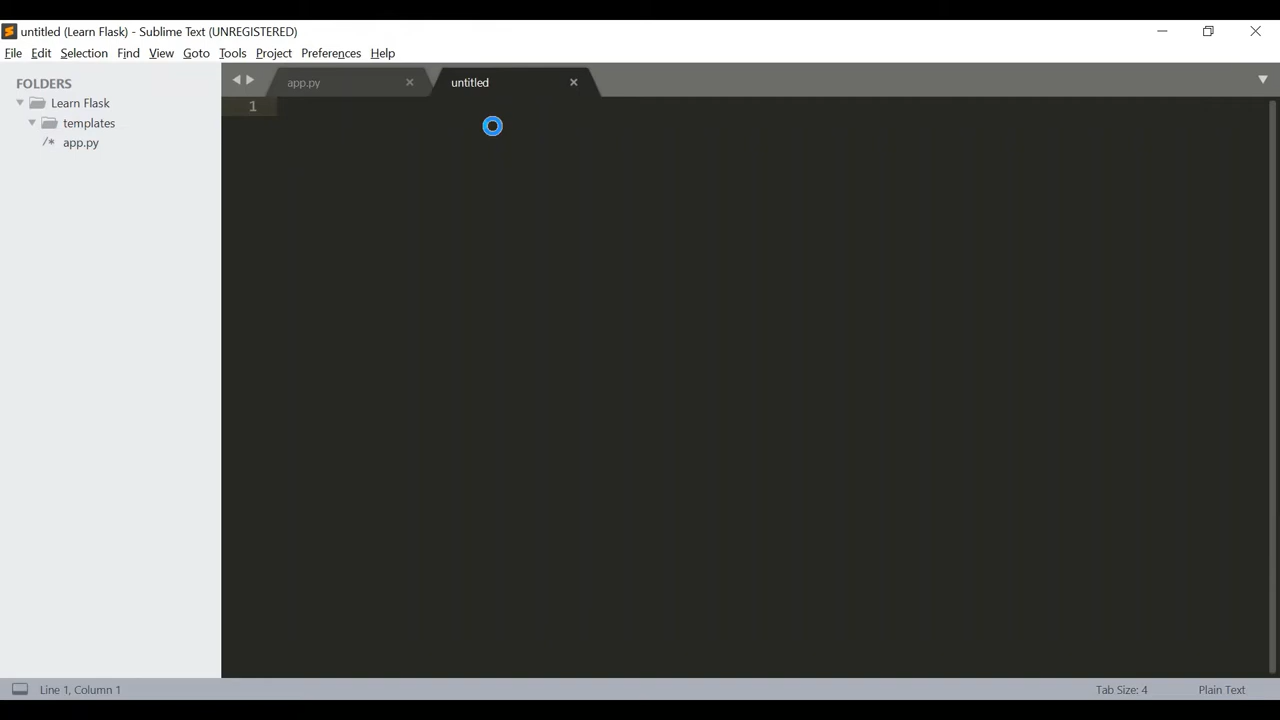 untitled (Learn Flask) - Sublime Text (UNREGISTERED)
File Edit Selection Find View Goto Tools Project Preferences Help
FOLDERS
Learn Flask
templates
/* app.py
app.py × untitled ×
1
Line 1, Column 1
Tab Size: 4
Plain Text